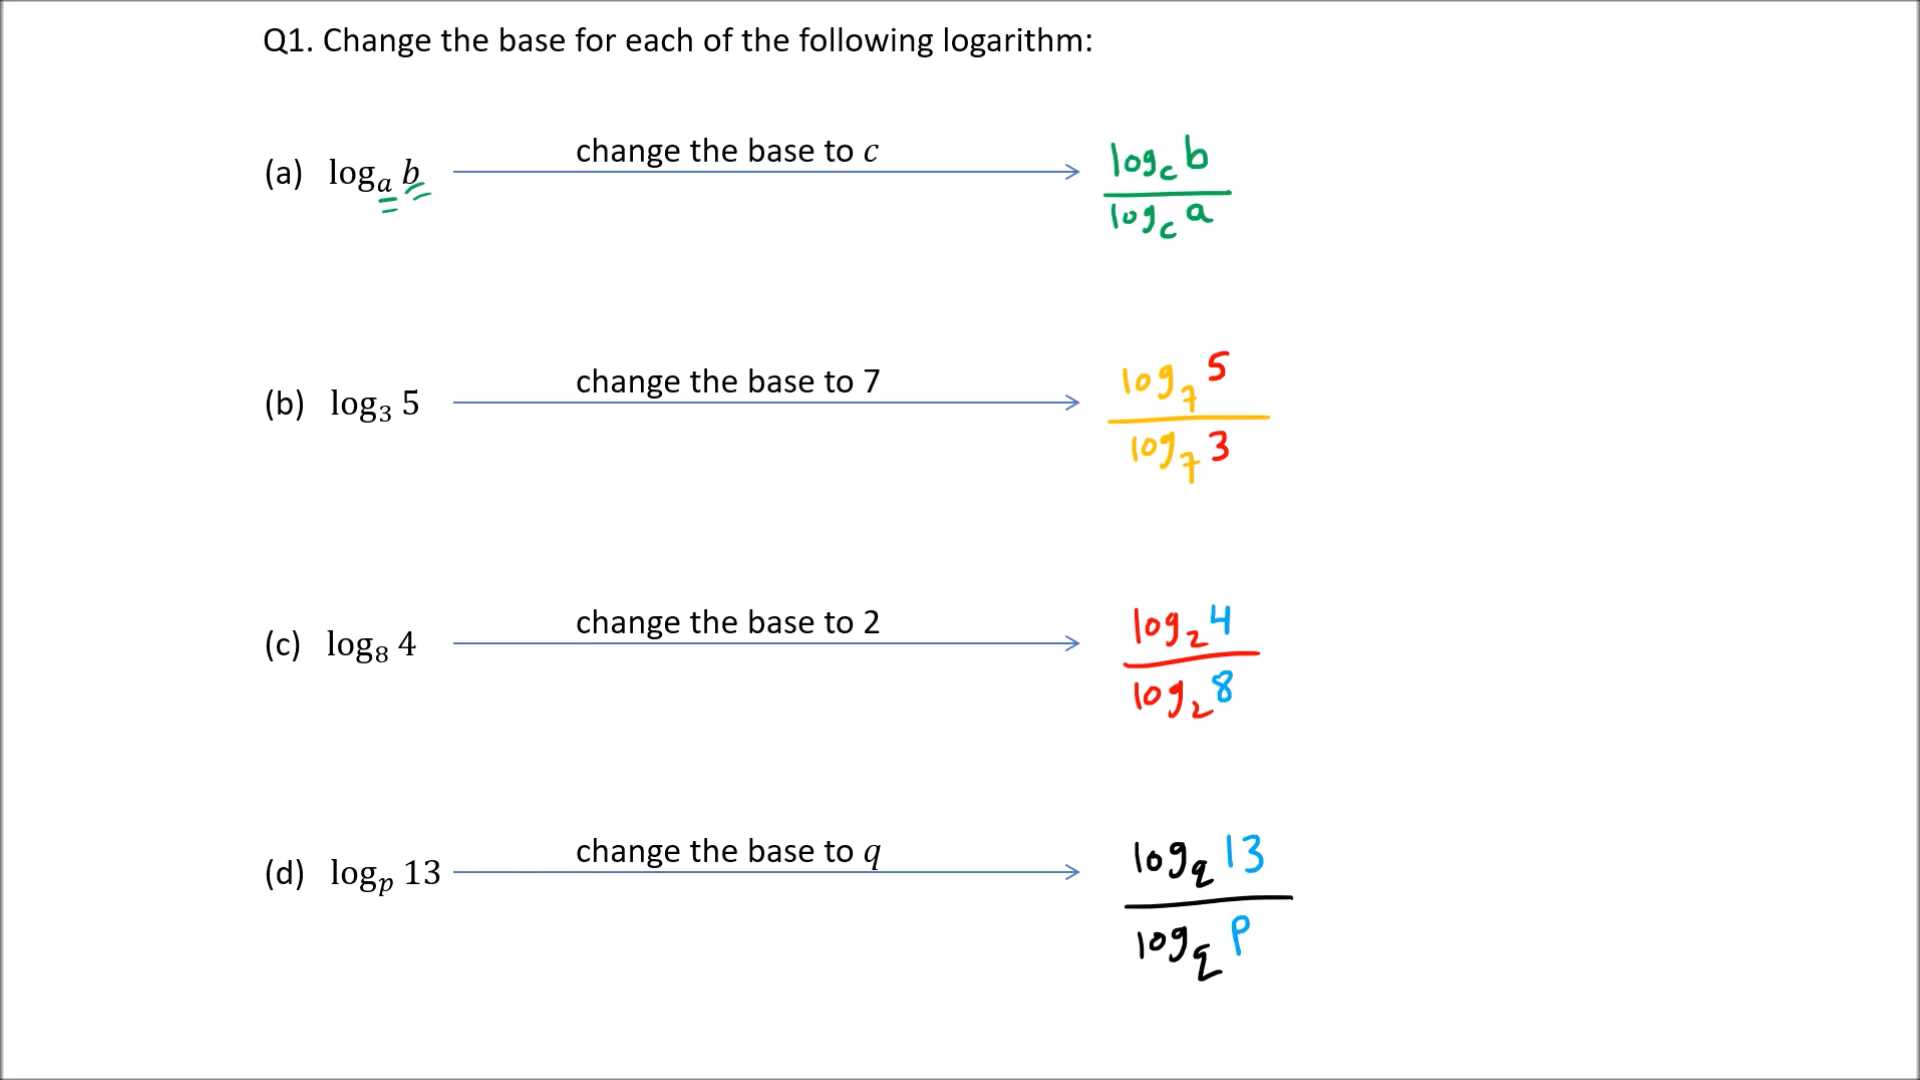 Q1. Change the base for each of the following logarithm:
(a) logₐ b change the base to c
log_c b
log_c a
(b) log₃ 5 change the base to 7
log₇ 5
log₇ 3
(c) log₈ 4 change the base to 2
log₂ 4
log₂ 8
(d) logₚ 13 change the base to q
log_q 13
log_q p